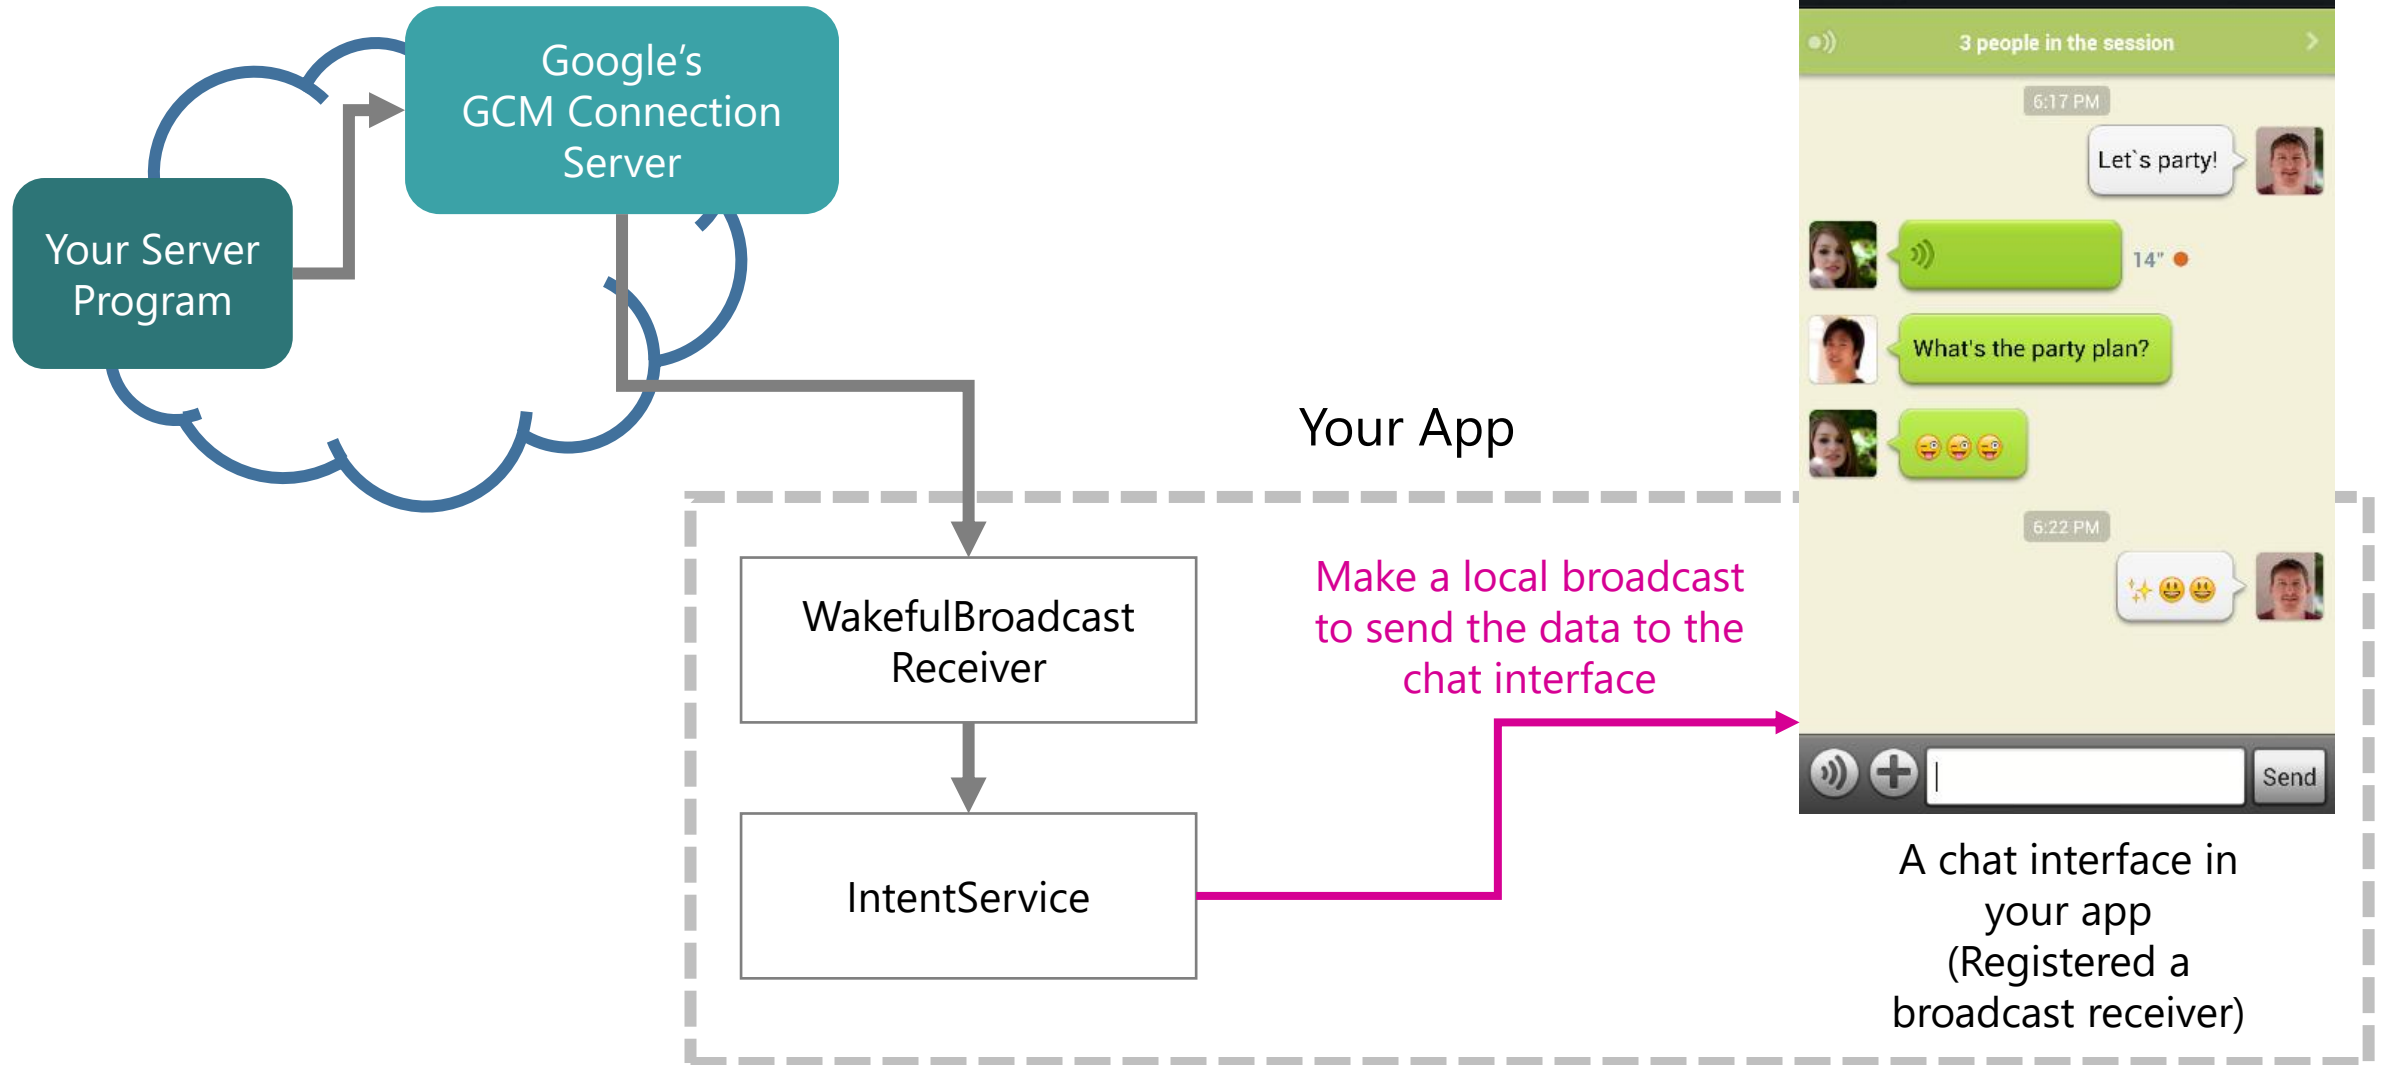 Google’s
GCM Connection
Server
Your Server
Program
Your App
WakefulBroadcast
Receiver
IntentService
Make a local broadcast
to send the data to the
chat interface
3 people in the session
6:17 PM
Let`s party!
14"
What's the party plan?
6:22 PM
Send
A chat interface in
your app
(Registered a
broadcast receiver)